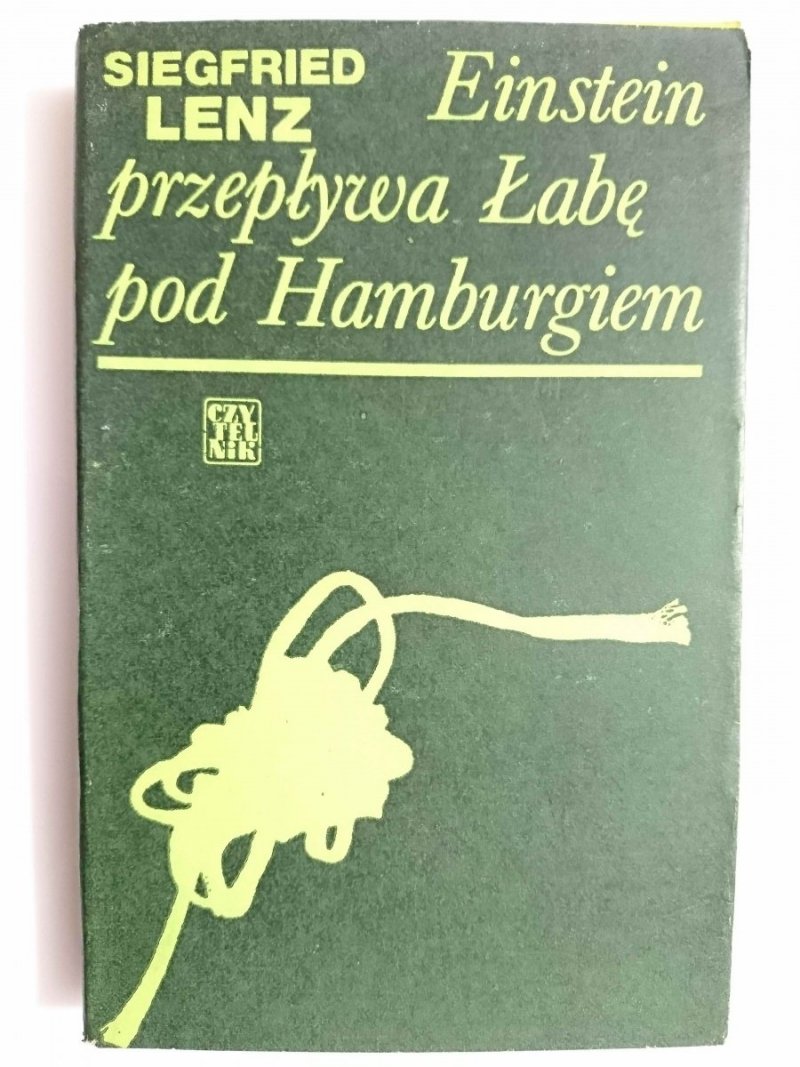 SIEGFRIED
LENZ
Einstein
przepływa Łabę
pod Hamburgiem
CZY
TEL
NiK